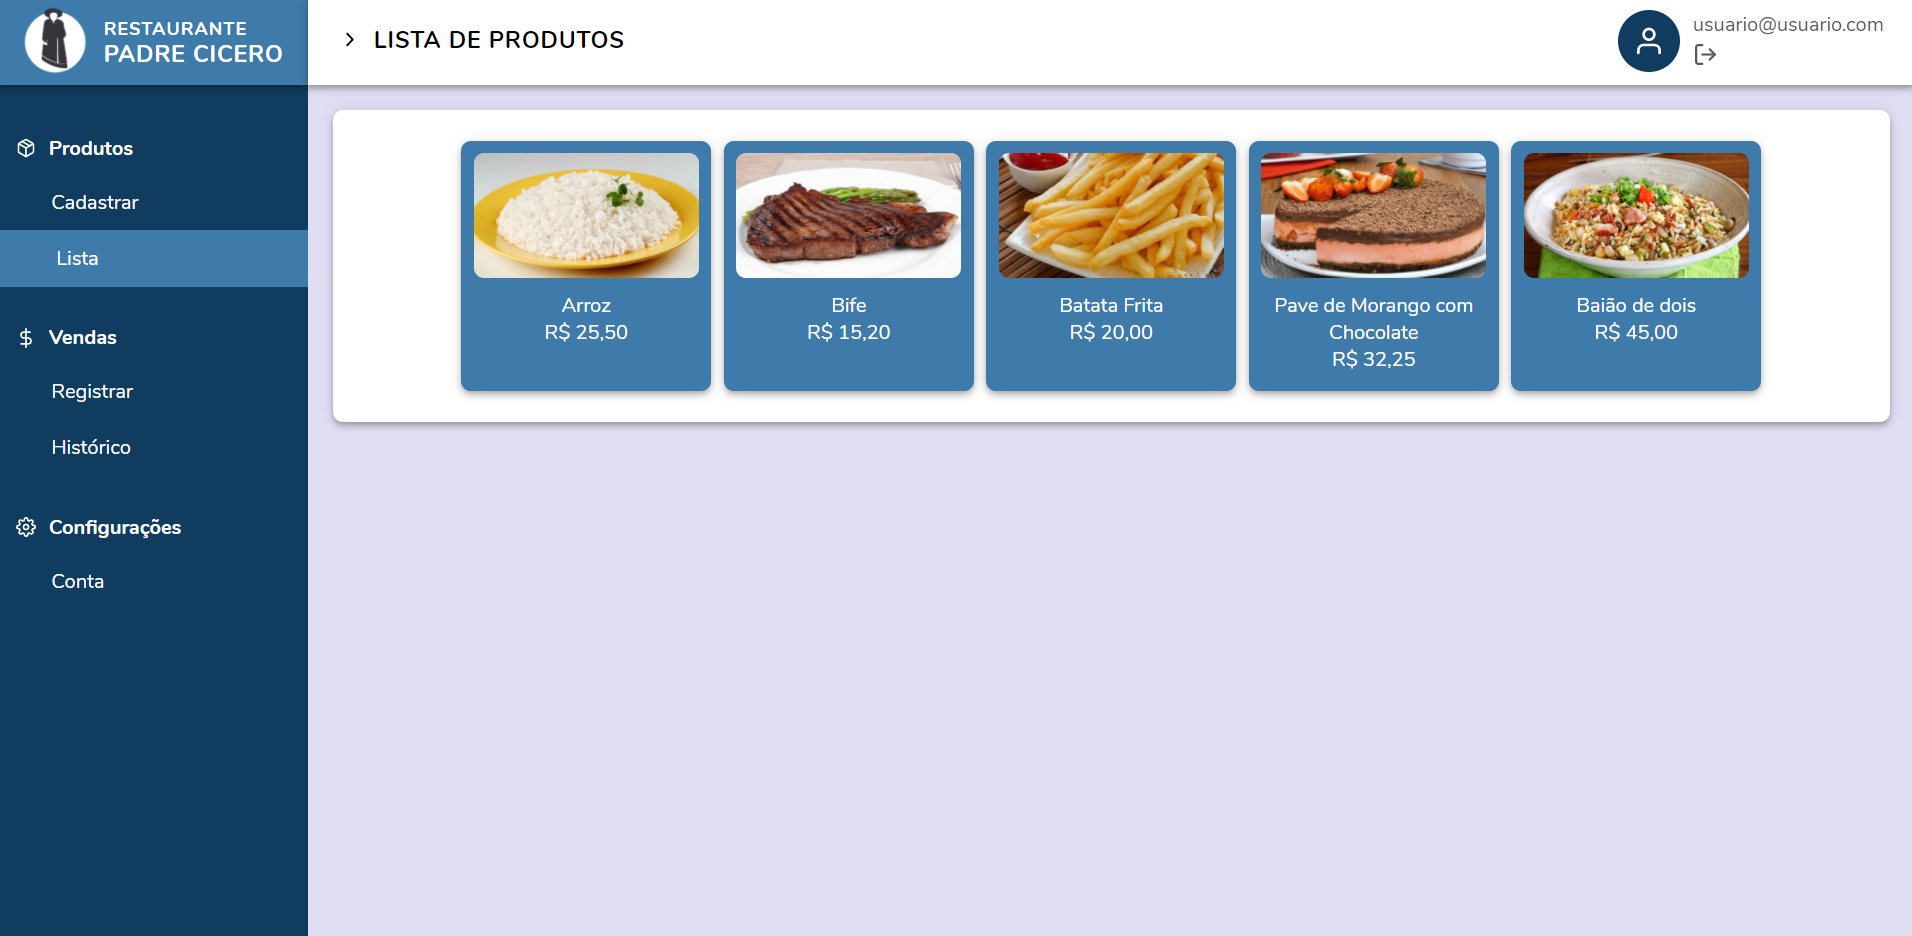 RESTAURANTE
PADRE CICERO
LISTA DE PRODUTOS
usuario@usuario.com
Produtos
Cadastrar
Lista
Vendas
Registrar
Histórico
Configurações
Conta
Arroz
R$ 25,50
Bife
R$ 15,20
Batata Frita
R$ 20,00
Pave de Morango com
Chocolate
R$ 32,25
Baião de dois
R$ 45,00